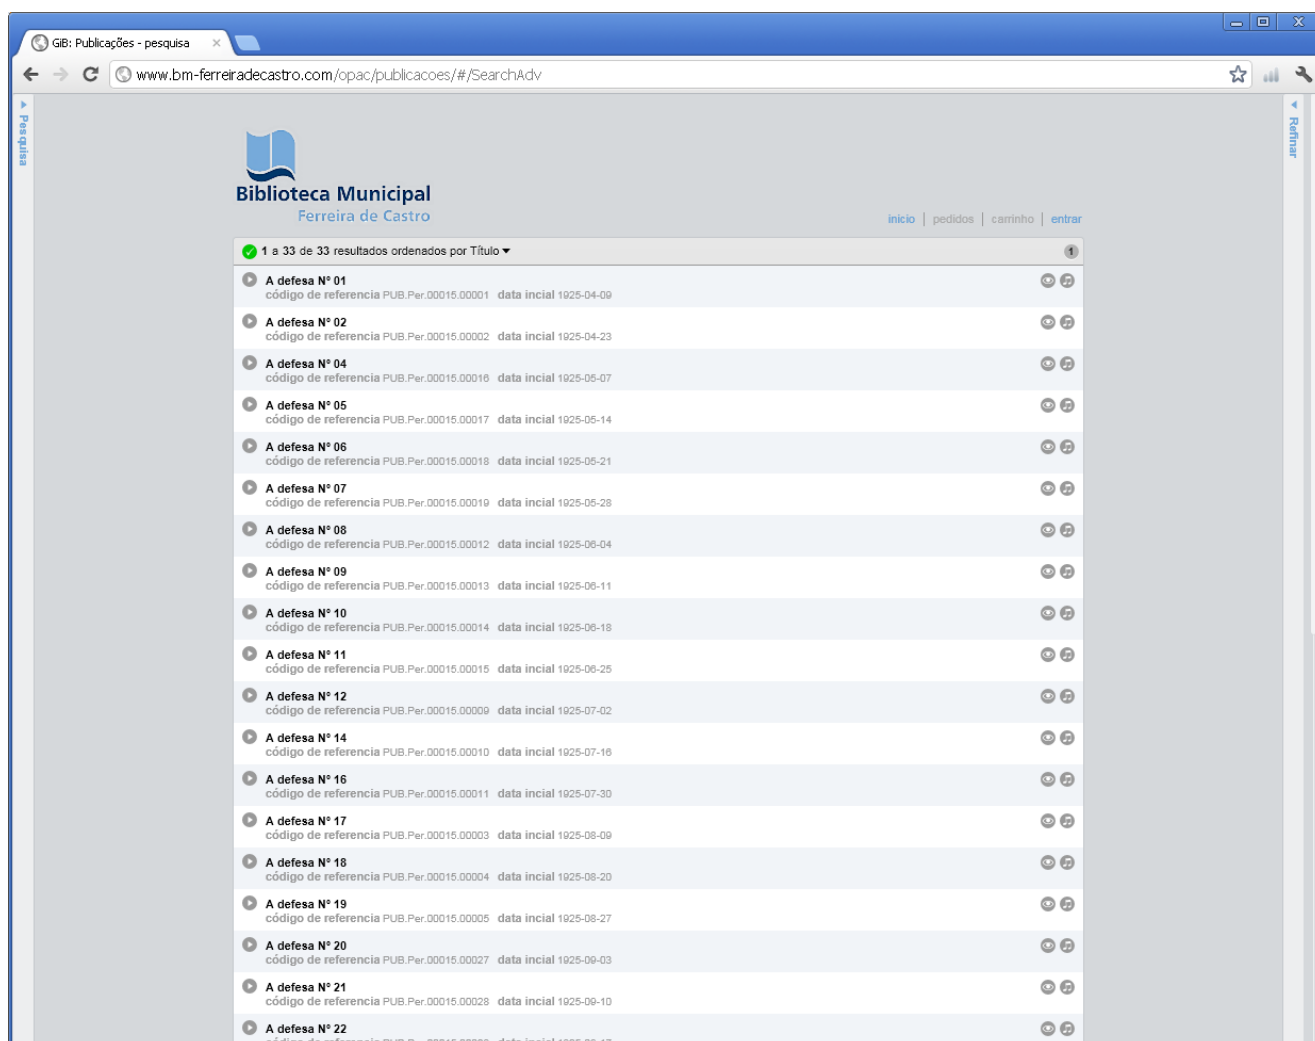 GiB: Publicações - pesquisa
www.bm-ferreiradecastro.com/opac/publicacoes/#/SearchAdv
Pesquisa
Refinar
Biblioteca Municipal
Ferreira de Castro
inicio | pedidos | carrinho | entrar
1 a 33 de 33 resultados ordenados por Título
1
A defesa Nº 01
código de referencia PUB.Per.00015.00001 data incial 1925-04-09
A defesa Nº 02
código de referencia PUB.Per.00015.00002 data incial 1925-04-23
A defesa Nº 04
código de referencia PUB.Per.00015.00016 data incial 1925-05-07
A defesa Nº 05
código de referencia PUB.Per.00015.00017 data incial 1925-05-14
A defesa Nº 06
código de referencia PUB.Per.00015.00018 data incial 1925-05-21
A defesa Nº 07
código de referencia PUB.Per.00015.00019 data incial 1925-05-28
A defesa Nº 08
código de referencia PUB.Per.00015.00012 data incial 1925-06-04
A defesa Nº 09
código de referencia PUB.Per.00015.00013 data incial 1925-06-11
A defesa Nº 10
código de referencia PUB.Per.00015.00014 data incial 1925-06-18
A defesa Nº 11
código de referencia PUB.Per.00015.00015 data incial 1925-06-25
A defesa Nº 12
código de referencia PUB.Per.00015.00009 data incial 1925-07-02
A defesa Nº 14
código de referencia PUB.Per.00015.00010 data incial 1925-07-16
A defesa Nº 16
código de referencia PUB.Per.00015.00011 data incial 1925-07-30
A defesa Nº 17
código de referencia PUB.Per.00015.00003 data incial 1925-08-09
A defesa Nº 18
código de referencia PUB.Per.00015.00004 data incial 1925-08-20
A defesa Nº 19
código de referencia PUB.Per.00015.00005 data incial 1925-08-27
A defesa Nº 20
código de referencia PUB.Per.00015.00027 data incial 1925-09-03
A defesa Nº 21
código de referencia PUB.Per.00015.00028 data incial 1925-09-10
A defesa Nº 22